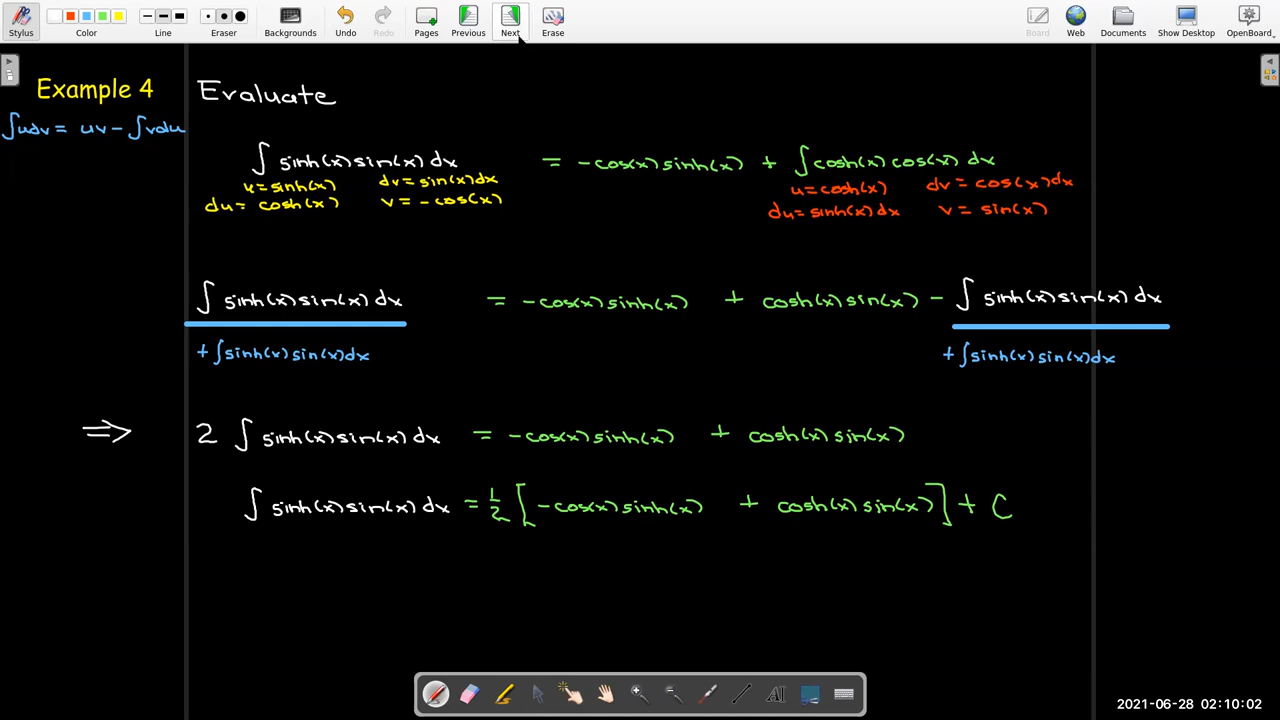 Stylus Color Line Eraser Backgrounds Undo Redo Pages Previous Next Erase Board Web Documents Show Desktop OpenBoard
Example 4 Evaluate
∫udv = uv - ∫vdu
∫ sinh(x) sin(x) dx = -cos(x) sinh(x) + ∫ cosh(x) cos(x) dx
u = sinh(x) dv = sin(x) dx u = cosh(x) dv = cos(x) dx
du = cosh(x) v = -cos(x) du = sinh(x) dx v = sin(x)
∫ sinh(x) sin(x) dx = -cos(x) sinh(x) + cosh(x) sin(x) - ∫ sinh(x) sin(x) dx
+ ∫ sinh(x) sin(x) dx + ∫ sinh(x) sin(x) dx
⇒ 2 ∫ sinh(x) sin(x) dx = -cos(x) sinh(x) + cosh(x) sin(x)
∫ sinh(x) sin(x) dx = 1/2 [ -cos(x) sinh(x) + cosh(x) sin(x) ] + C
AI
2021-06-28 02:10:02